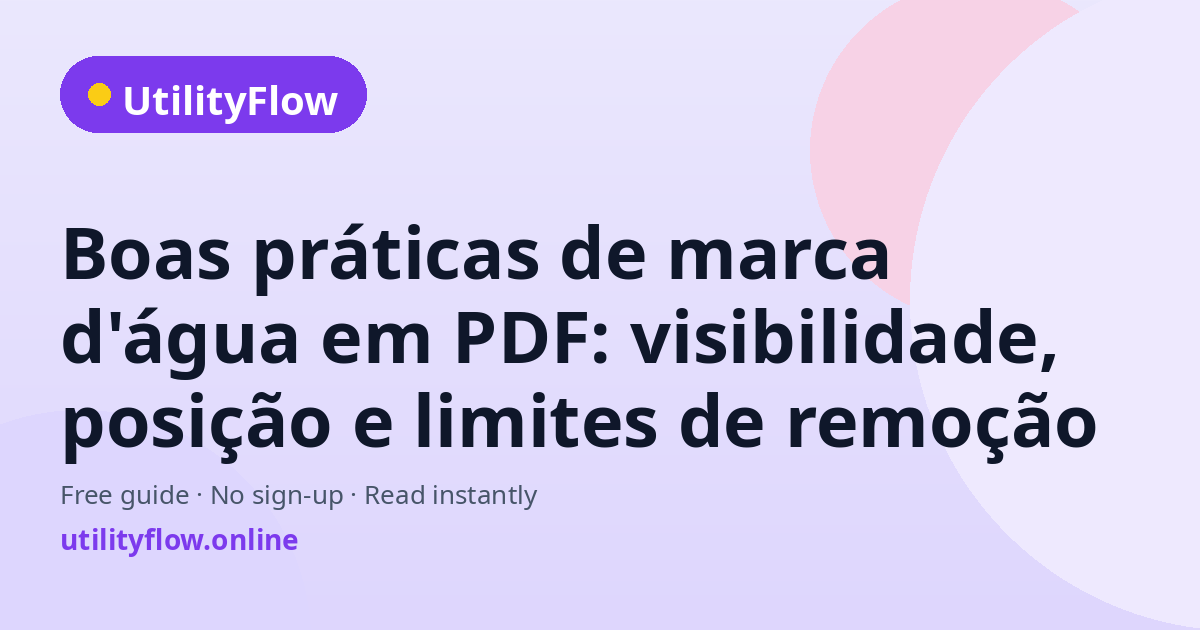 UtilityFlow
Boas práticas de marca
d'água em PDF: visibilidade,
posição e limites de remoção
Free guide · No sign-up · Read instantly
utilityflow.online